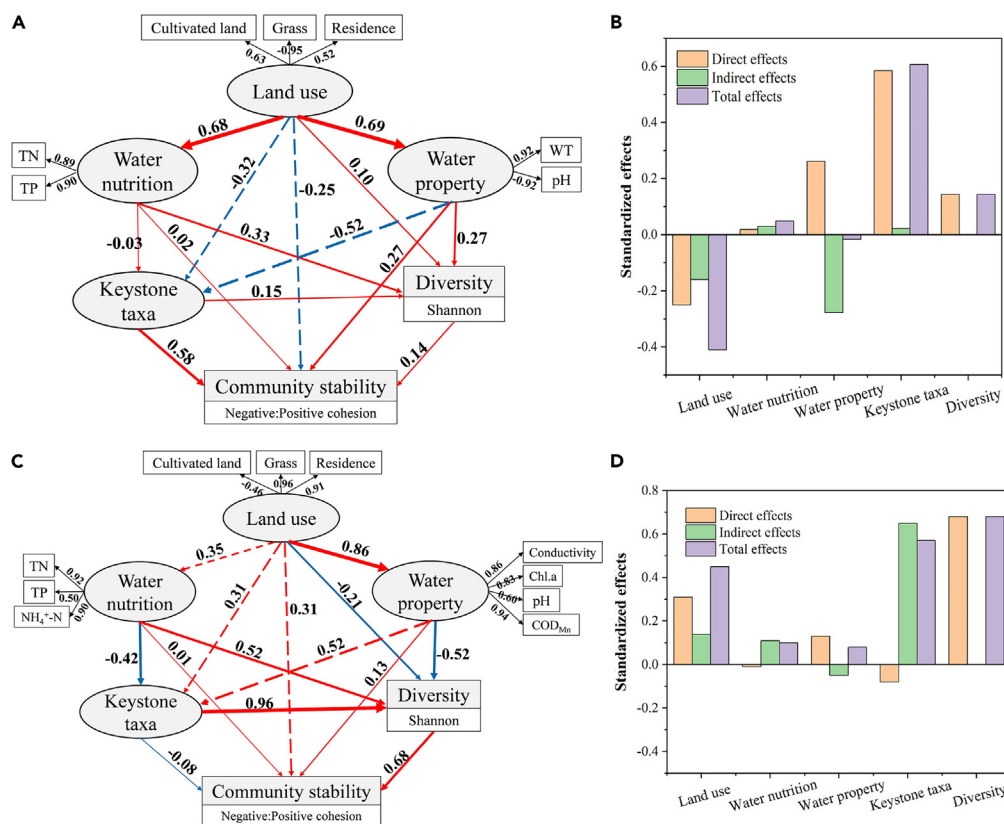 A
Cultivated land
Grass
Residence
0.63
-0.95
0.52
Land use
0.68
0.69
TN
TP
0.89
0.90
Water
nutrition
Water
property
0.92
-0.92
WT
pH
-0.32
-0.25
0.10
-0.52
-0.03
0.02
0.33
0.27
0.27
Keystone
taxa
0.15
Diversity
Shannon
0.58
0.14
Community stability
Negative:Positive cohesion
B
Standardized effects
0.6
0.4
0.2
0.0
-0.2
-0.4
Direct effects
Indirect effects
Total effects
Land use
Water nutrition
Water property
Keystone taxa
Diversity
C
Cultivated land
Grass
Residence
-0.46
0.96
0.91
Land use
0.35
0.86
TN
TP
NH₄⁺-N
0.92
0.50
0.90
Water
nutrition
Water
property
0.86
0.83
0.60
0.94
Conductivity
Chl.a
pH
CODMn
0.31
0.31
-0.21
0.52
-0.42
0.01
0.52
0.13
-0.52
Keystone
taxa
0.96
Diversity
Shannon
-0.08
0.68
Community stability
Negative:Positive cohesion
D
Standardized effects
0.8
0.6
0.4
0.2
0.0
-0.2
-0.4
Direct effects
Indirect effects
Total effects
Land use
Water nutrition
Water property
Keystone taxa
Diversity